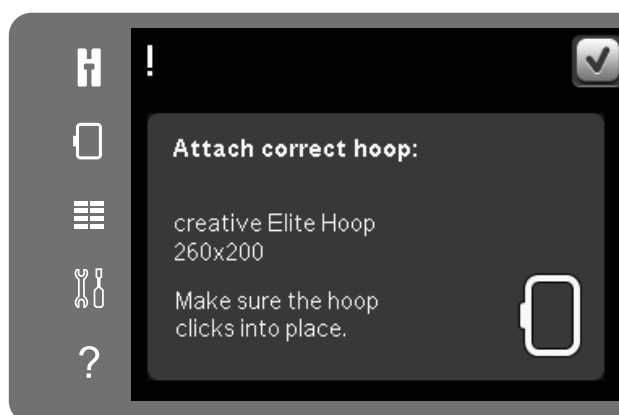 !
Attach correct hoop:
creative Elite Hoop
260x200
Make sure the hoop
clicks into place.
?